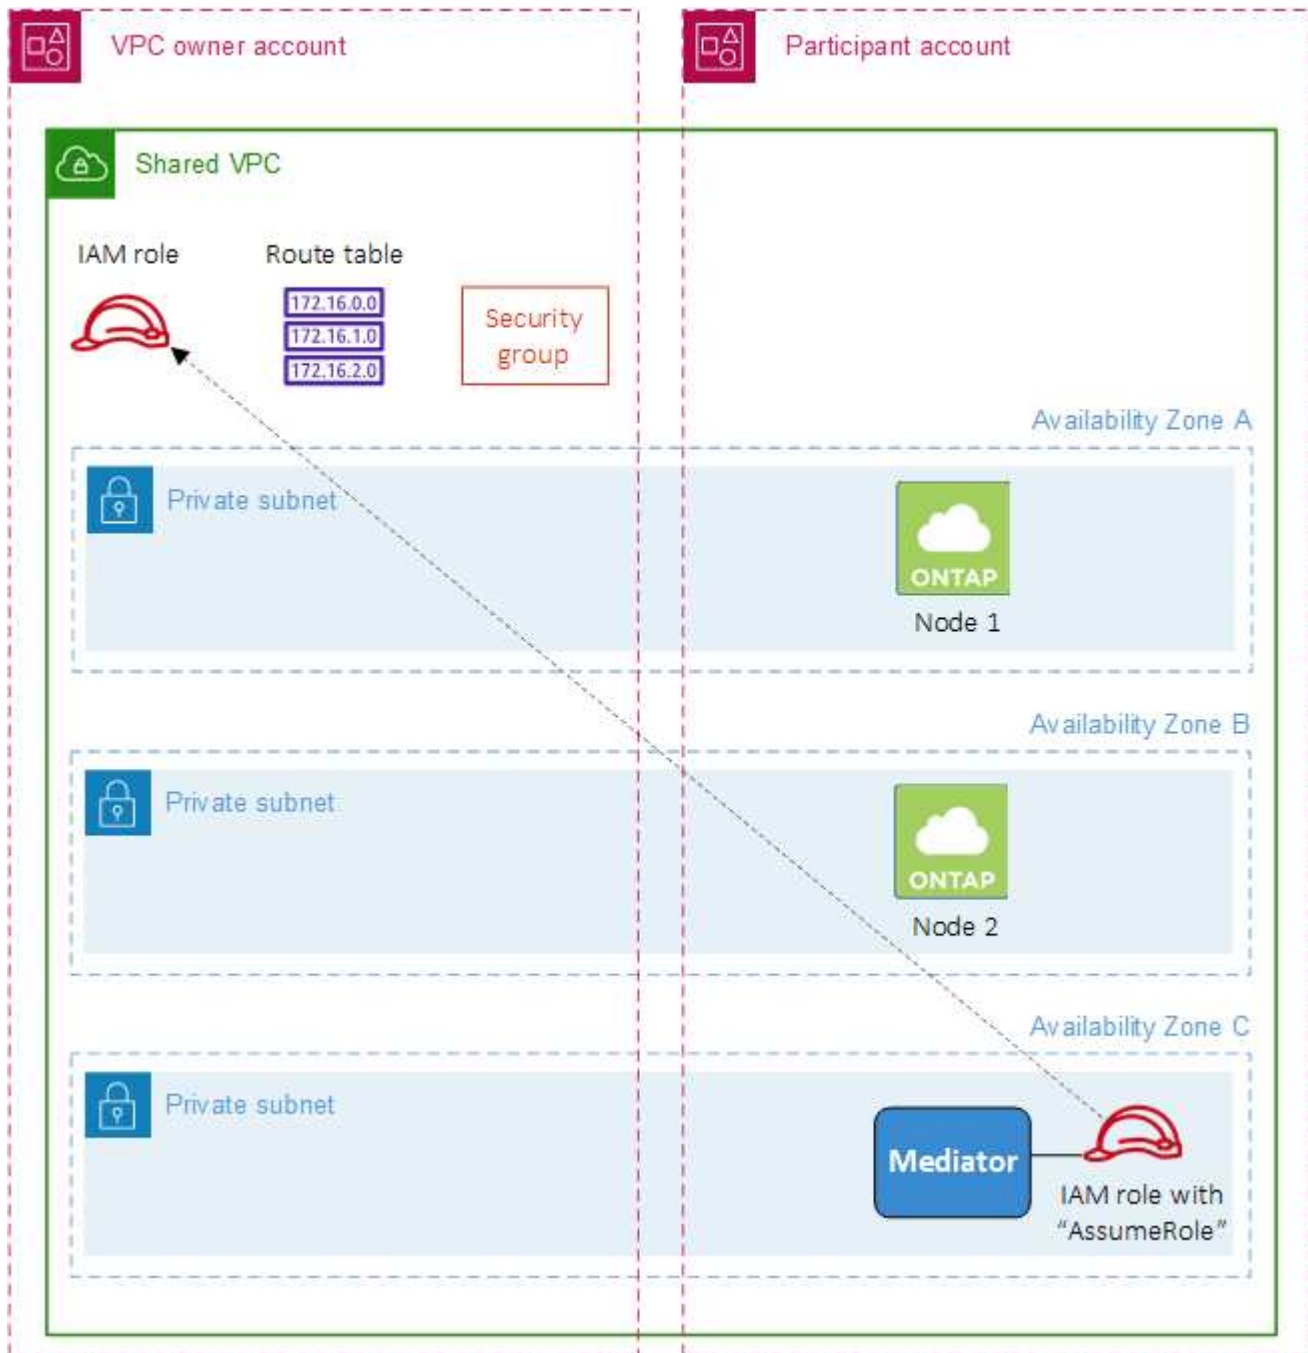 VPC owner account
Participant account
Shared VPC
IAM role
Route table
172.16.0.0
172.16.1.0
172.16.2.0
Security
group
Availability Zone A
Private subnet
ONTAP
Node 1
Availability Zone B
Private subnet
ONTAP
Node 2
Availability Zone C
Private subnet
Mediator
IAM role with
“AssumeRole”